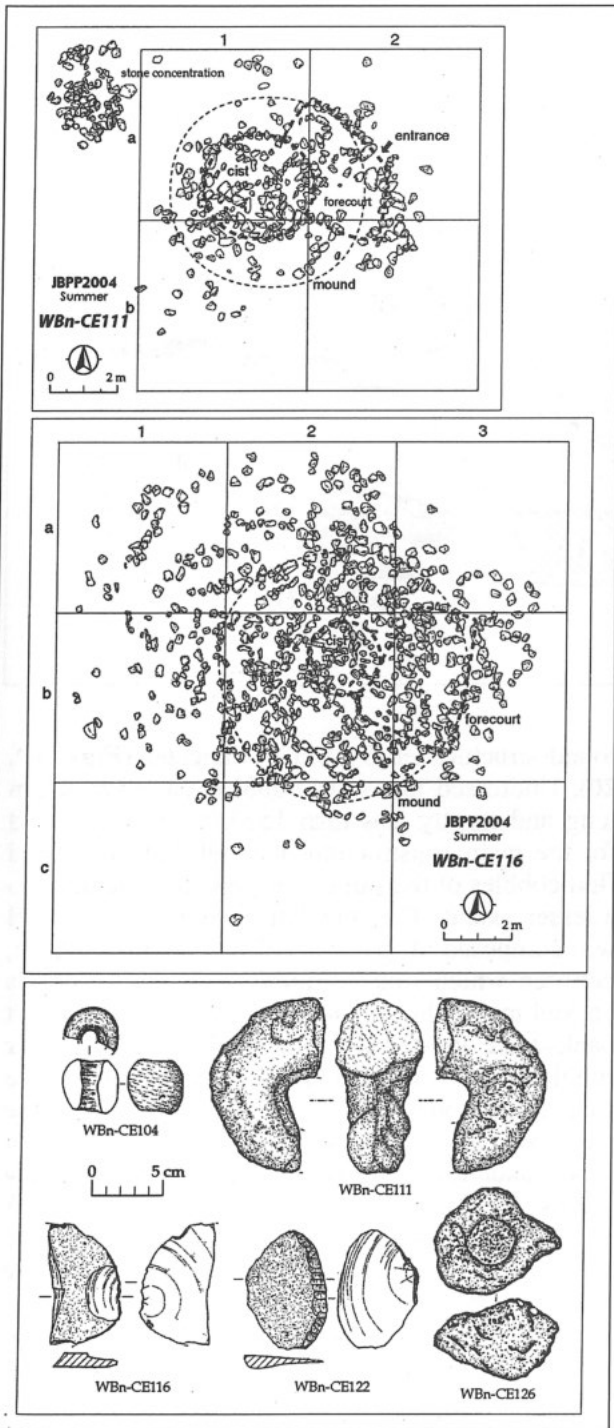 1 2
stone concentration
a
entrance
cist
forecourt
mound
JBPP2004
Summer
b
WBn-CE111
0 2 m
1 2 3
a
cist
b
forecourt
mound
JBPP2004
Summer
WBn-CE116
c
0 2 m
WBn-CE104
0 5 cm
WBn-CE111
WBn-CE116
WBn-CE122
WBn-CE126